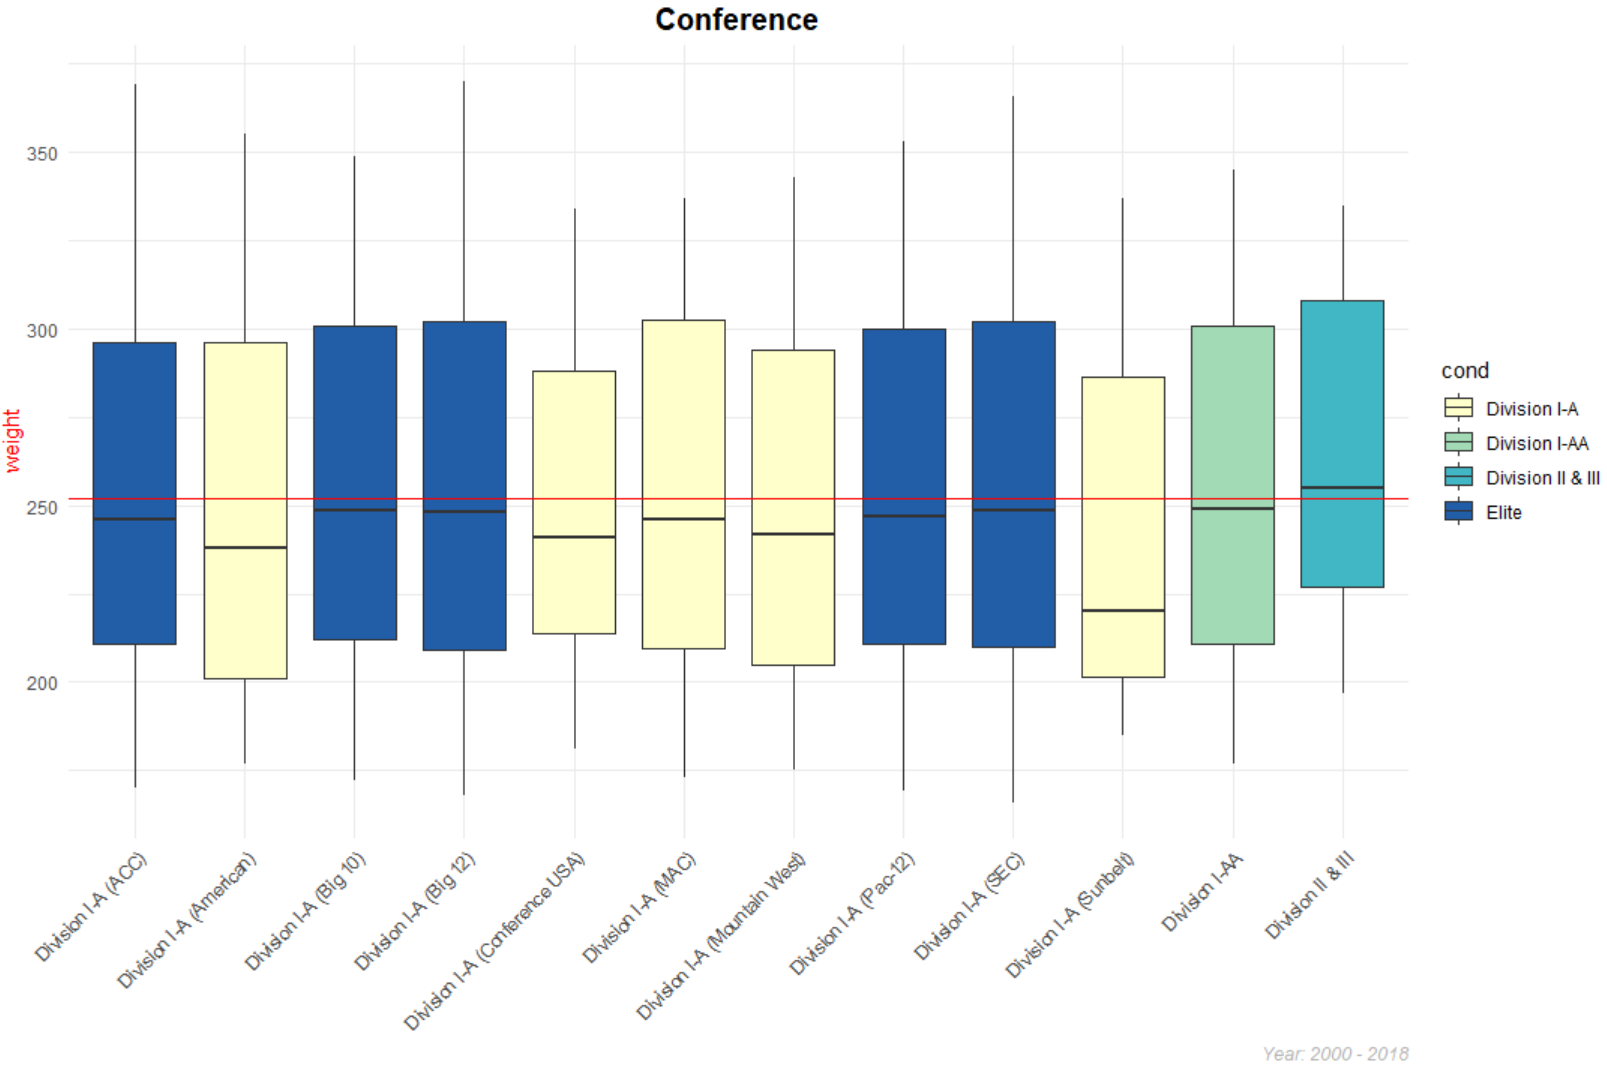 Conference
weight
350
300
250
200
Division I-A (ACC)
Division I-A (American)
Division I-A (Big 10)
Division I-A (Big 12)
Division I-A (Conference USA)
Division I-A (MAC)
Division I-A (Mountain West)
Division I-A (Pac-12)
Division I-A (SEC)
Division I-A (Sunbelt)
Division I-AA
Division II & III
cond
Division I-A
Division I-AA
Division II & III
Elite
Year: 2000 - 2018